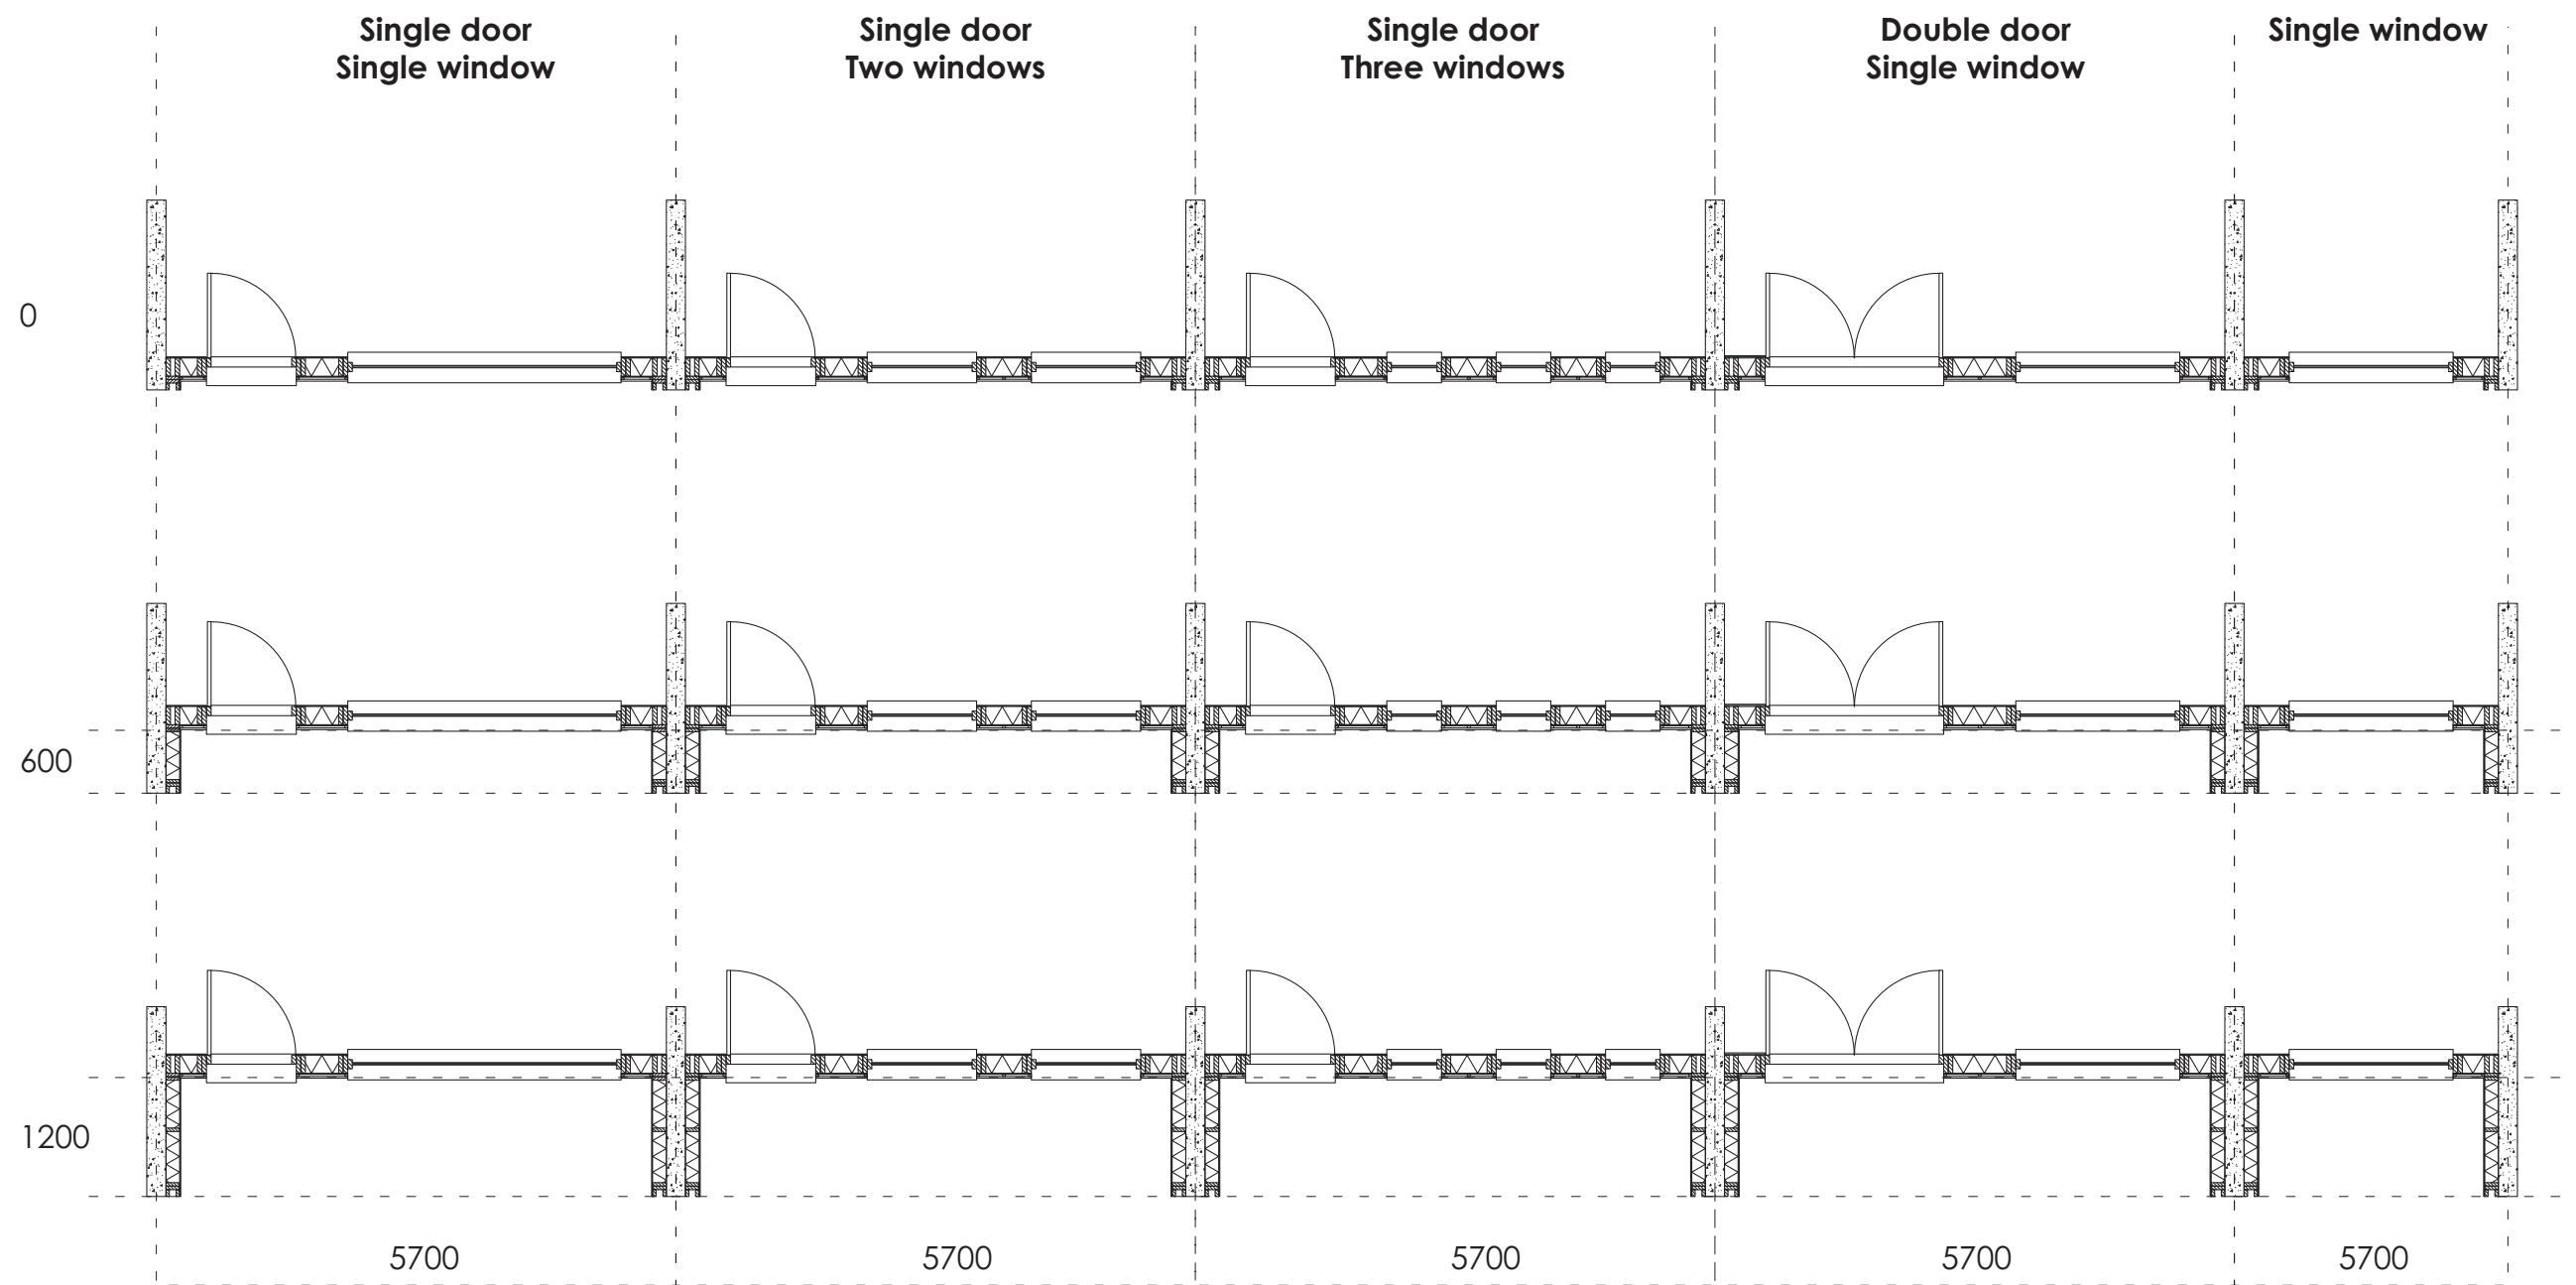 Single door
Single window
Single door
Two windows
Single door
Three windows
Double door
Single window
Single window
0
600
1200
5700
5700
5700
5700
5700